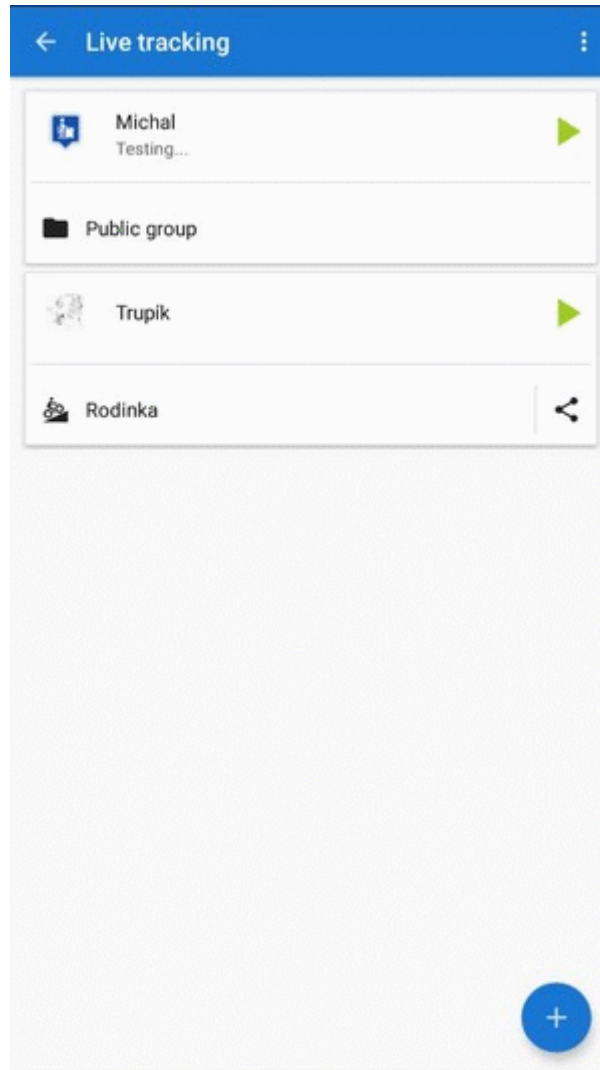 Live tracking
Michal
Testing...
Public group
Trupík
Rodinka